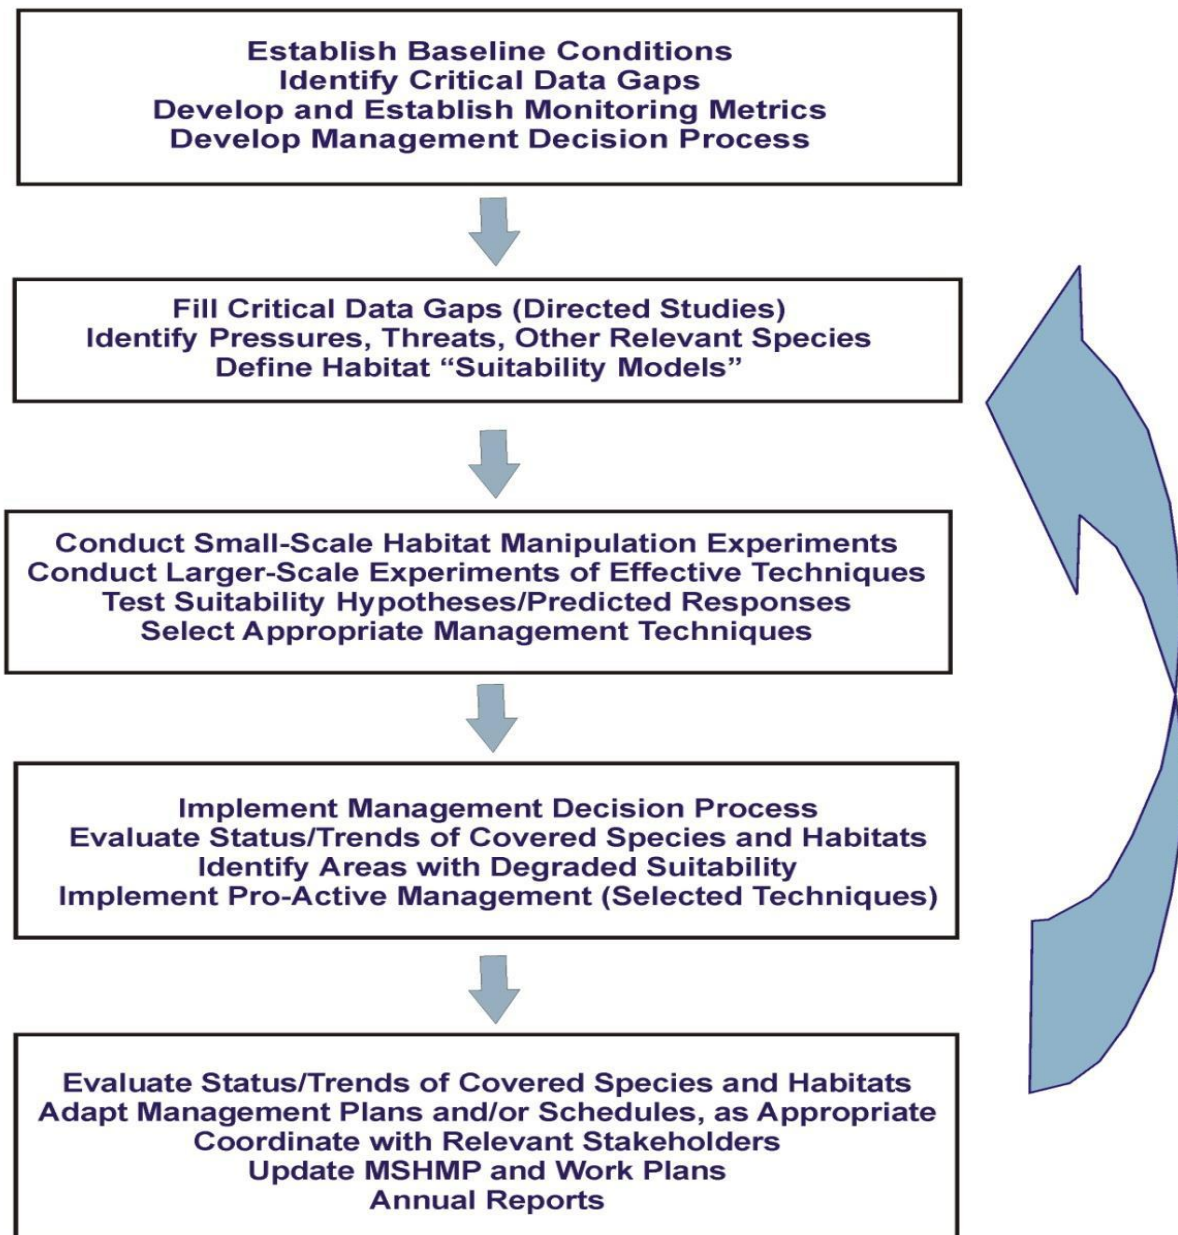 Establish Baseline Conditions
Identify Critical Data Gaps
Develop and Establish Monitoring Metrics
Develop Management Decision Process
Fill Critical Data Gaps (Directed Studies)
Identify Pressures, Threats, Other Relevant Species
Define Habitat “Suitability Models”
Conduct Small-Scale Habitat Manipulation Experiments
Conduct Larger-Scale Experiments of Effective Techniques
Test Suitability Hypotheses/Predicted Responses
Select Appropriate Management Techniques
Implement Management Decision Process
Evaluate Status/Trends of Covered Species and Habitats
Identify Areas with Degraded Suitability
Implement Pro-Active Management (Selected Techniques)
Evaluate Status/Trends of Covered Species and Habitats
Adapt Management Plans and/or Schedules, as Appropriate
Coordinate with Relevant Stakeholders
Update MSHMP and Work Plans
Annual Reports